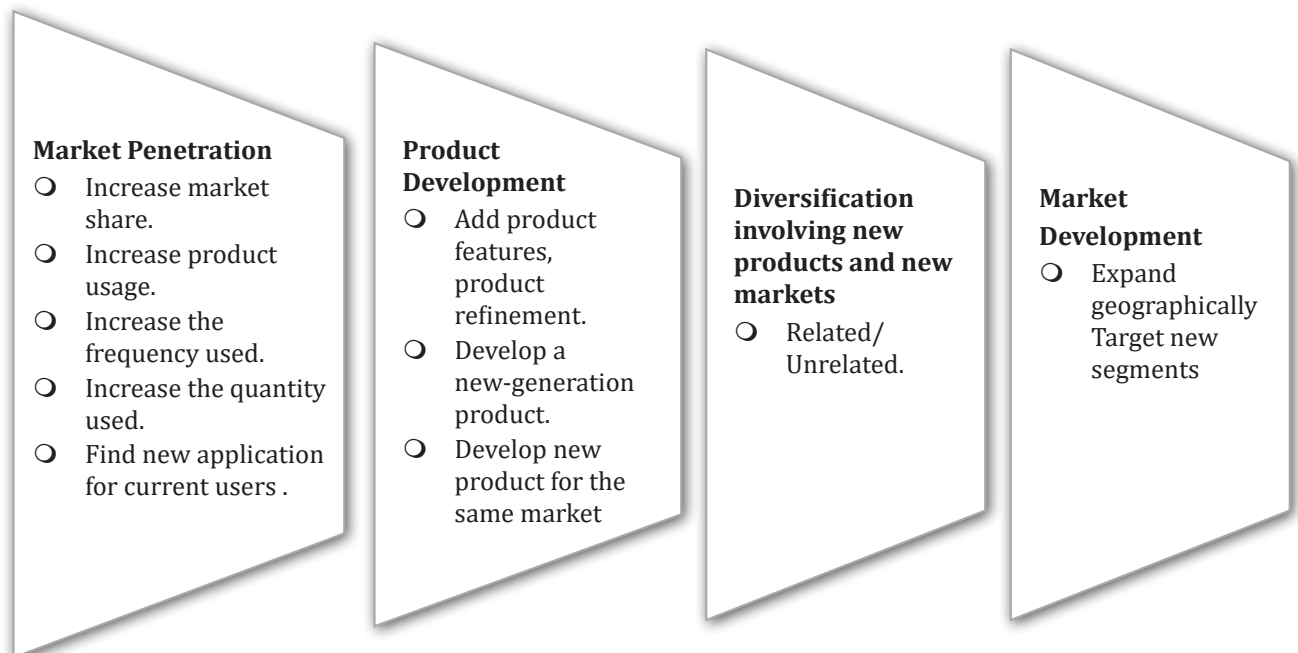 Market Penetration
❍ Increase market
share.
❍ Increase product
usage.
❍ Increase the
frequency used.
❍ Increase the quantity
used.
❍ Find new application
for current users .
Product
Development
❍ Add product
features,
product
refinement.
❍ Develop a
new-generation
product.
❍ Develop new
product for the
same market
Diversification
involving new
products and new
markets
❍ Related/
Unrelated.
Market
Development
❍ Expand
geographically
Target new
segments